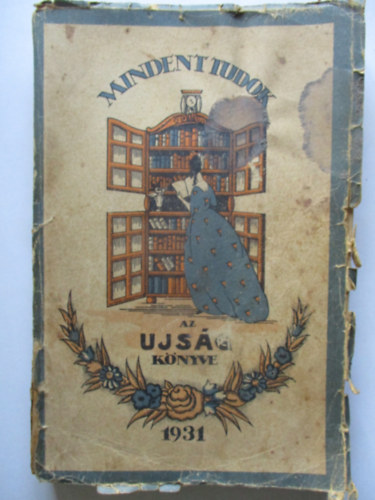 MINDENT TUDOK
AZ
UJSÁG
KÖNYVE
1931